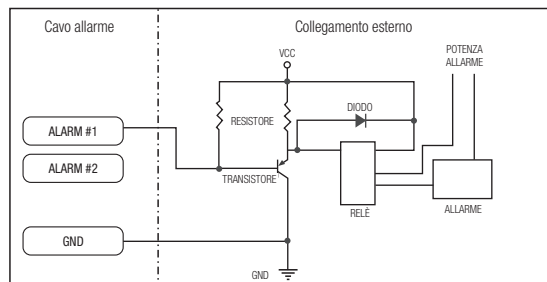 Cavo allarme
Collegamento esterno
VCC
POTENZA
ALLARME
DIODO
RESISTORE
ALARM #1
ALARM #2
TRANSISTORE
RELÈ
ALLARME
GND
GND